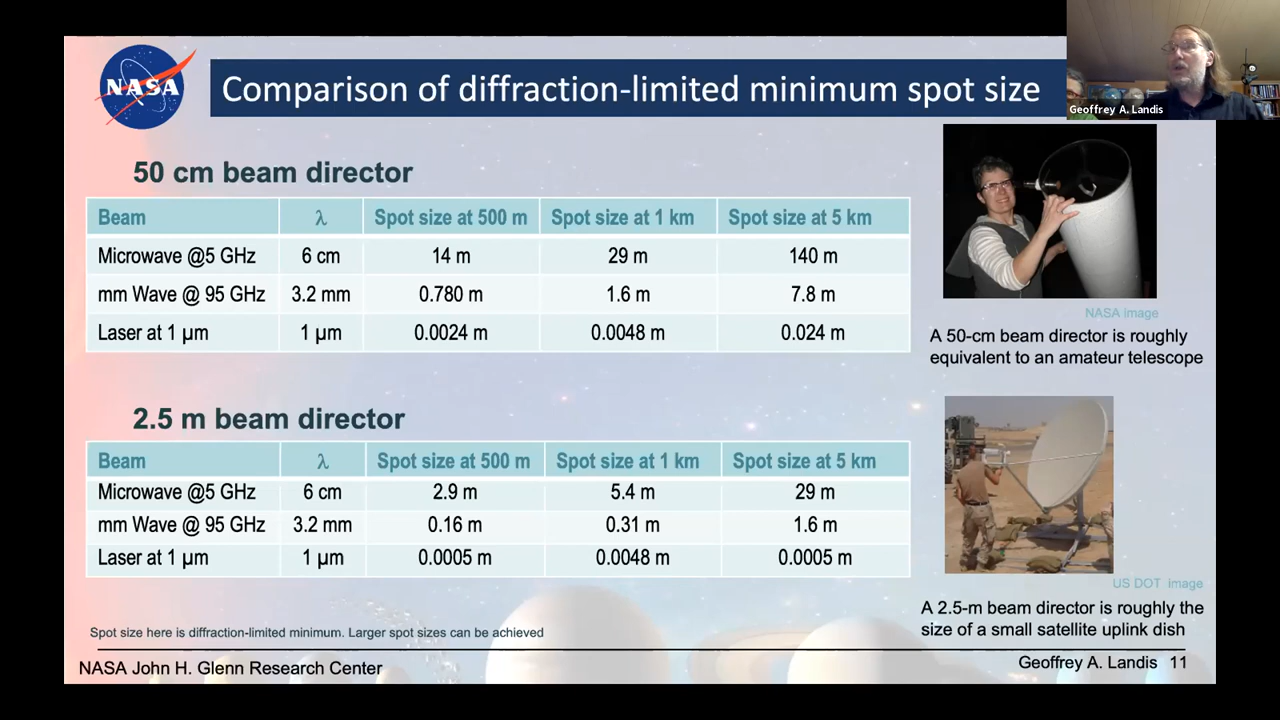 Geoffrey A. Landis
NASA
Comparison of diffraction-limited minimum spot size
50 cm beam director
Beam λ Spot size at 500 m Spot size at 1 km Spot size at 5 km
Microwave @5 GHz 6 cm 14 m 29 m 140 m
mm Wave @ 95 GHz 3.2 mm 0.780 m 1.6 m 7.8 m
Laser at 1 µm 1 µm 0.0024 m 0.0048 m 0.024 m
NASA image
A 50-cm beam director is roughly
equivalent to an amateur telescope
2.5 m beam director
Beam λ Spot size at 500 m Spot size at 1 km Spot size at 5 km
Microwave @5 GHz 6 cm 2.9 m 5.4 m 29 m
mm Wave @ 95 GHz 3.2 mm 0.16 m 0.31 m 1.6 m
Laser at 1 µm 1 µm 0.0005 m 0.0048 m 0.0005 m
US DOT image
A 2.5-m beam director is roughly the
size of a small satellite uplink dish
Spot size here is diffraction-limited minimum. Larger spot sizes can be achieved
NASA John H. Glenn Research Center
Geoffrey A. Landis 11